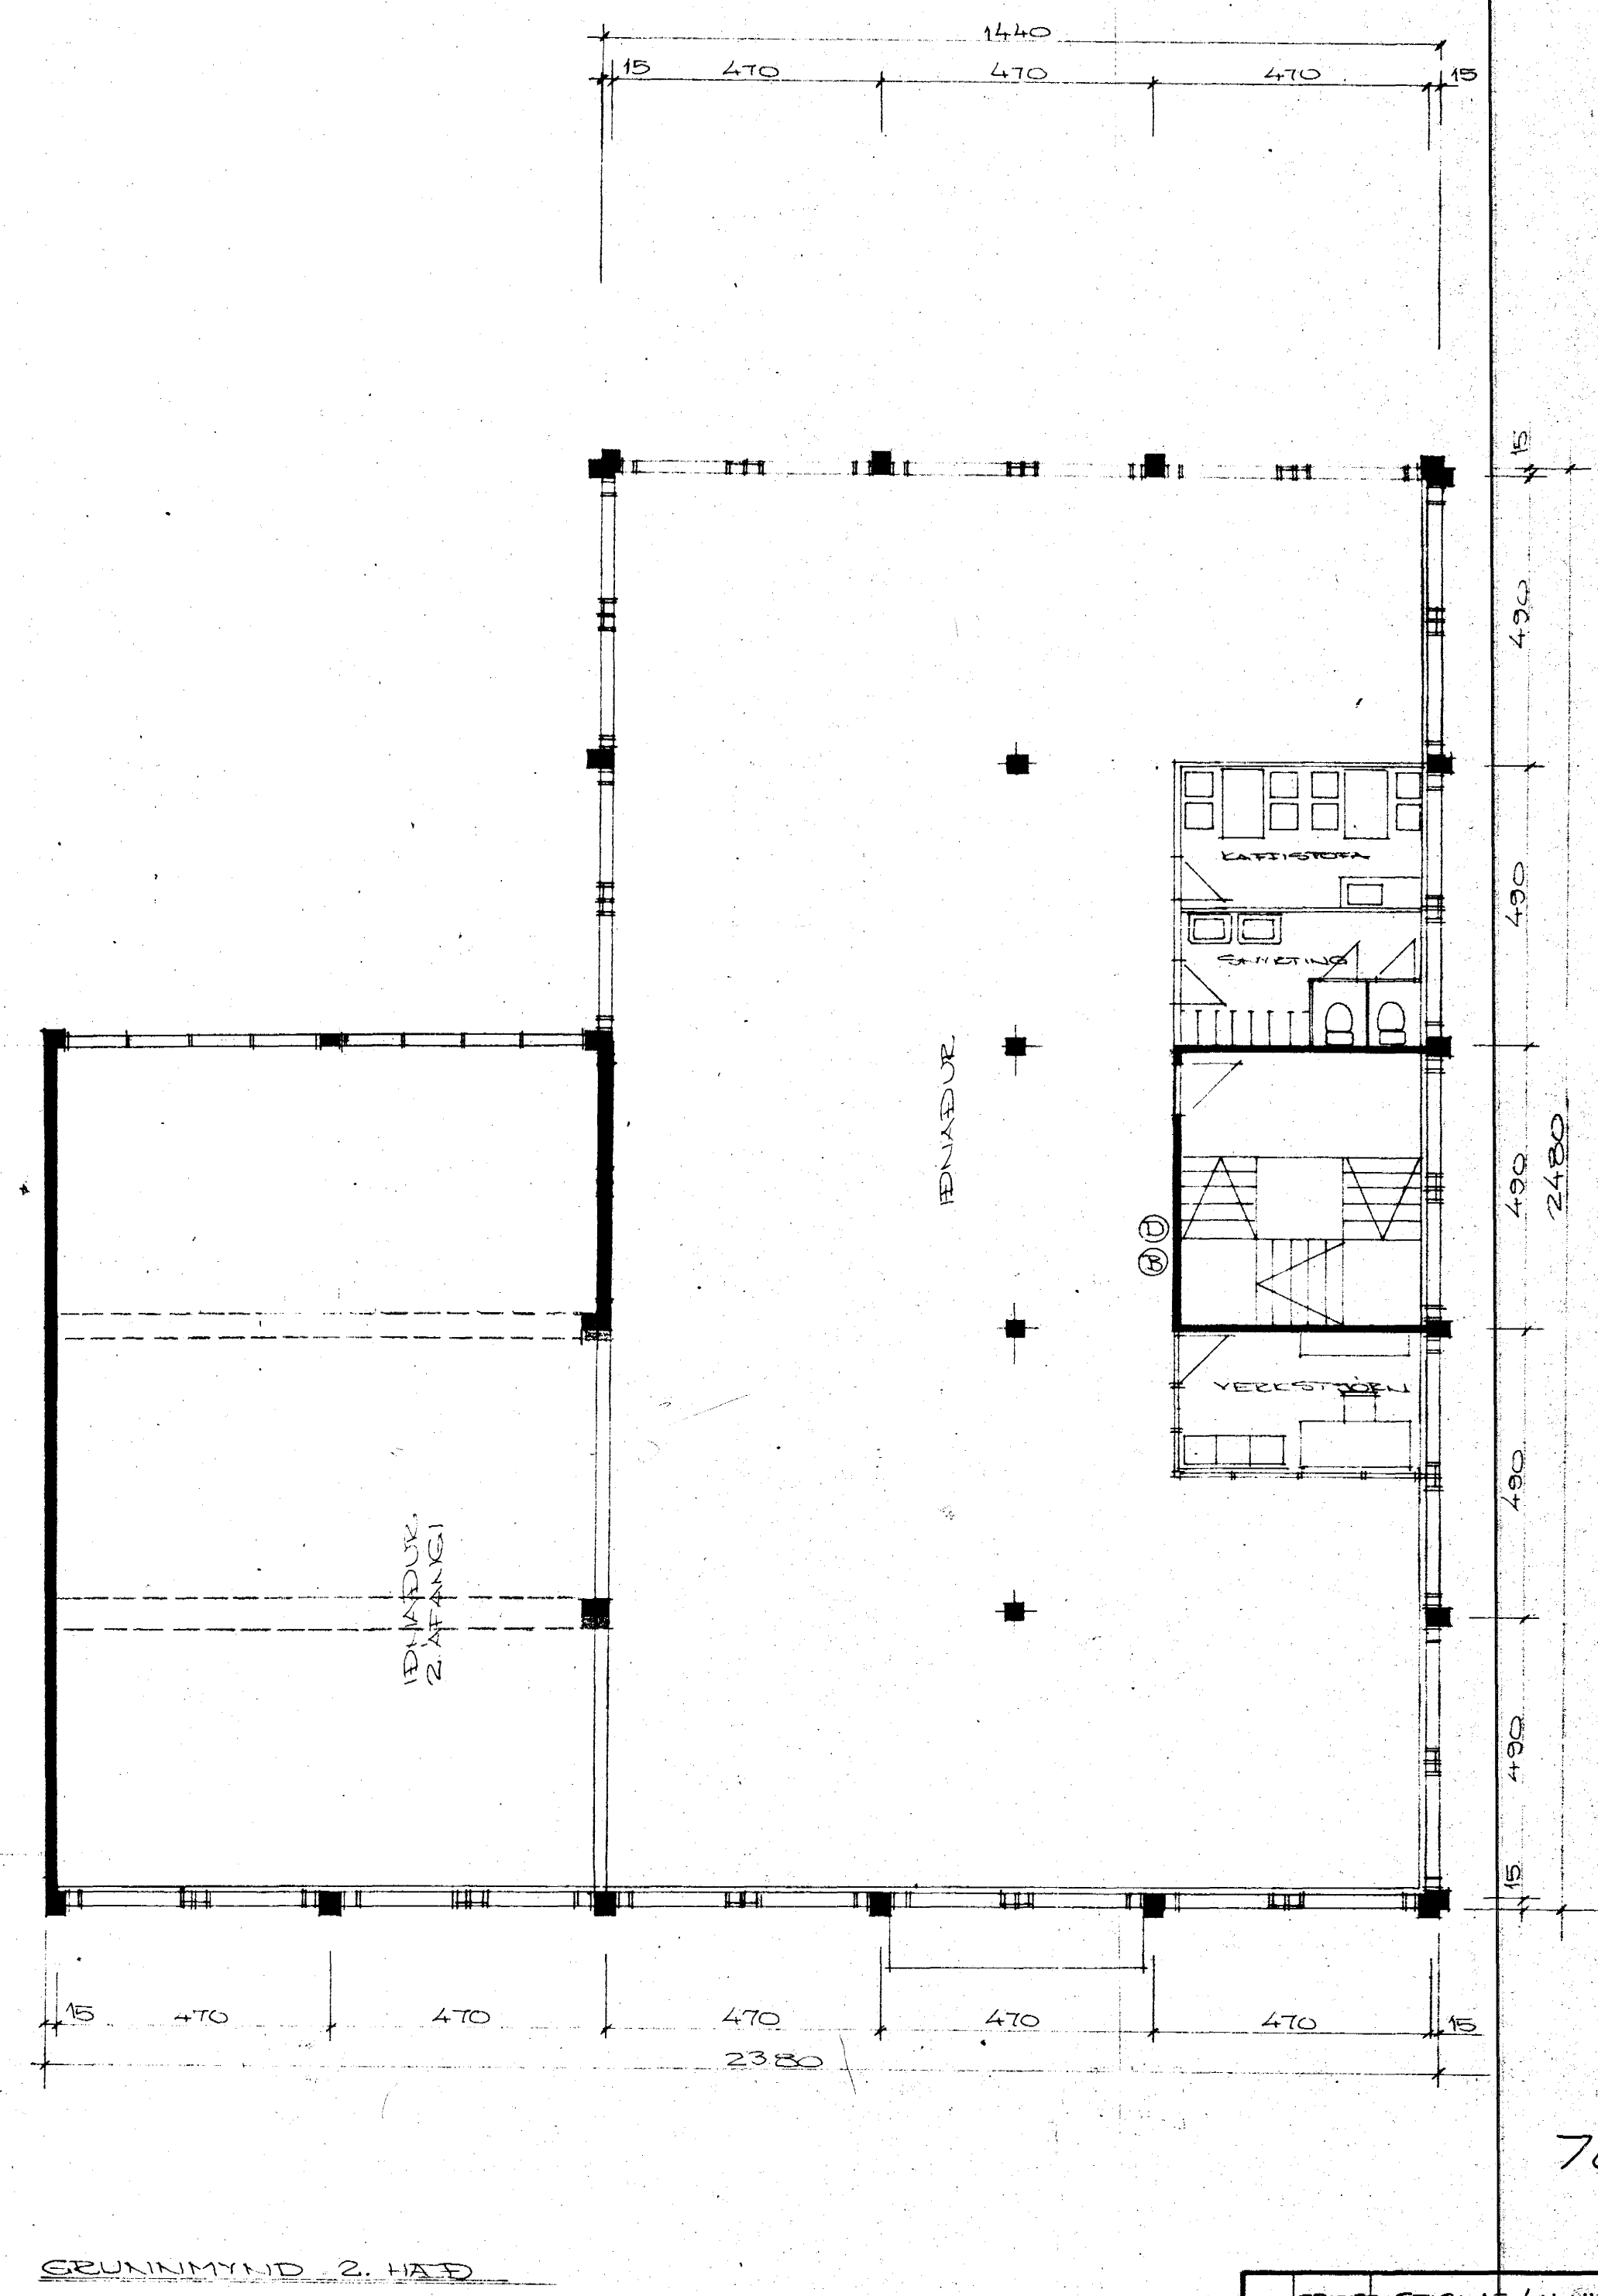 1440
15 470 470 470 15
15
490
KAFFISTOFA
490
SNYRTING
IÐNAÐUR
490
2480
D
B
VERKSTJÓRN
490
IÐNAÐUR.
2. ÁFANGI
490
15
15 470 470 470 470 470 15
2380
GRUNNMYND 2. HÆÐ